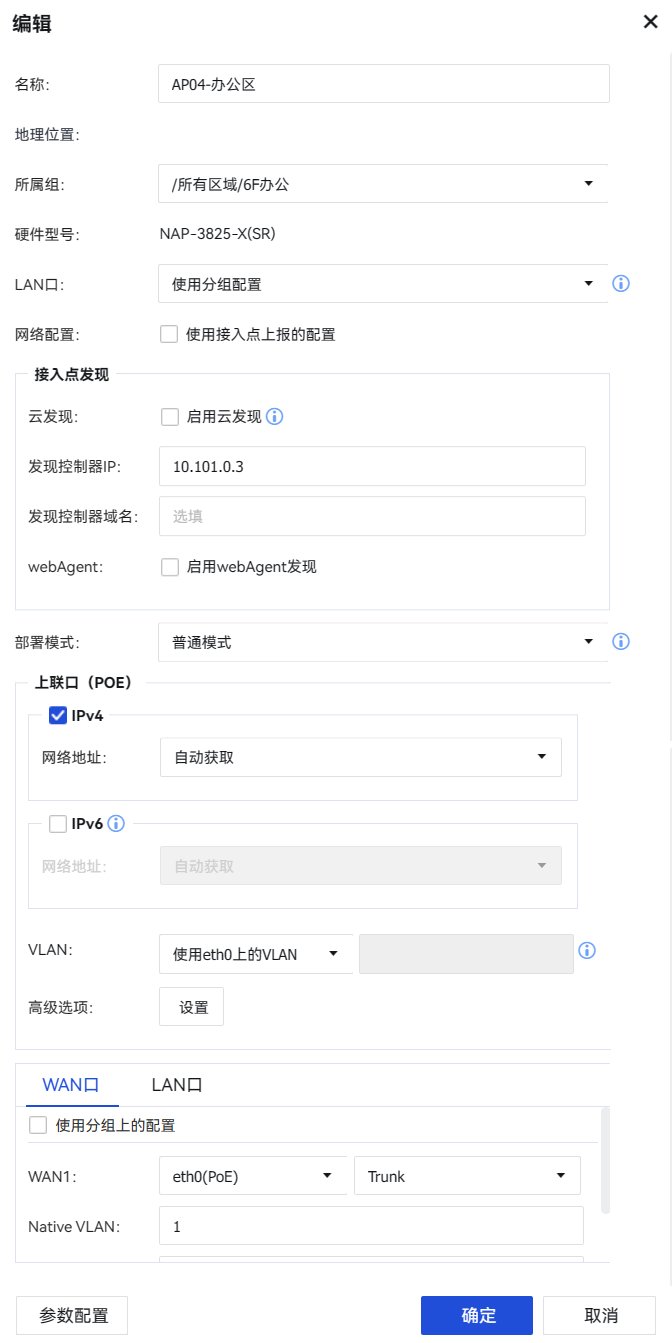 编辑
名称: AP04-办公区
地理位置:
所属组: /所有区域/6F办公
硬件型号: NAP-3825-X(SR)
LAN口: 使用分组配置
网络配置: 使用接入点上报的配置
接入点发现
云发现: 启用云发现
发现控制器IP: 10.101.0.3
发现控制器域名: 选填
webAgent: 启用webAgent发现
部署模式: 普通模式
上联口（POE）
IPv4
网络地址: 自动获取
IPv6
网络地址: 自动获取
VLAN: 使用eth0上的VLAN
高级选项: 设置
WAN口 LAN口
使用分组上的配置
WAN1: eth0(PoE) Trunk
Native VLAN: 1
参数配置 确定 取消